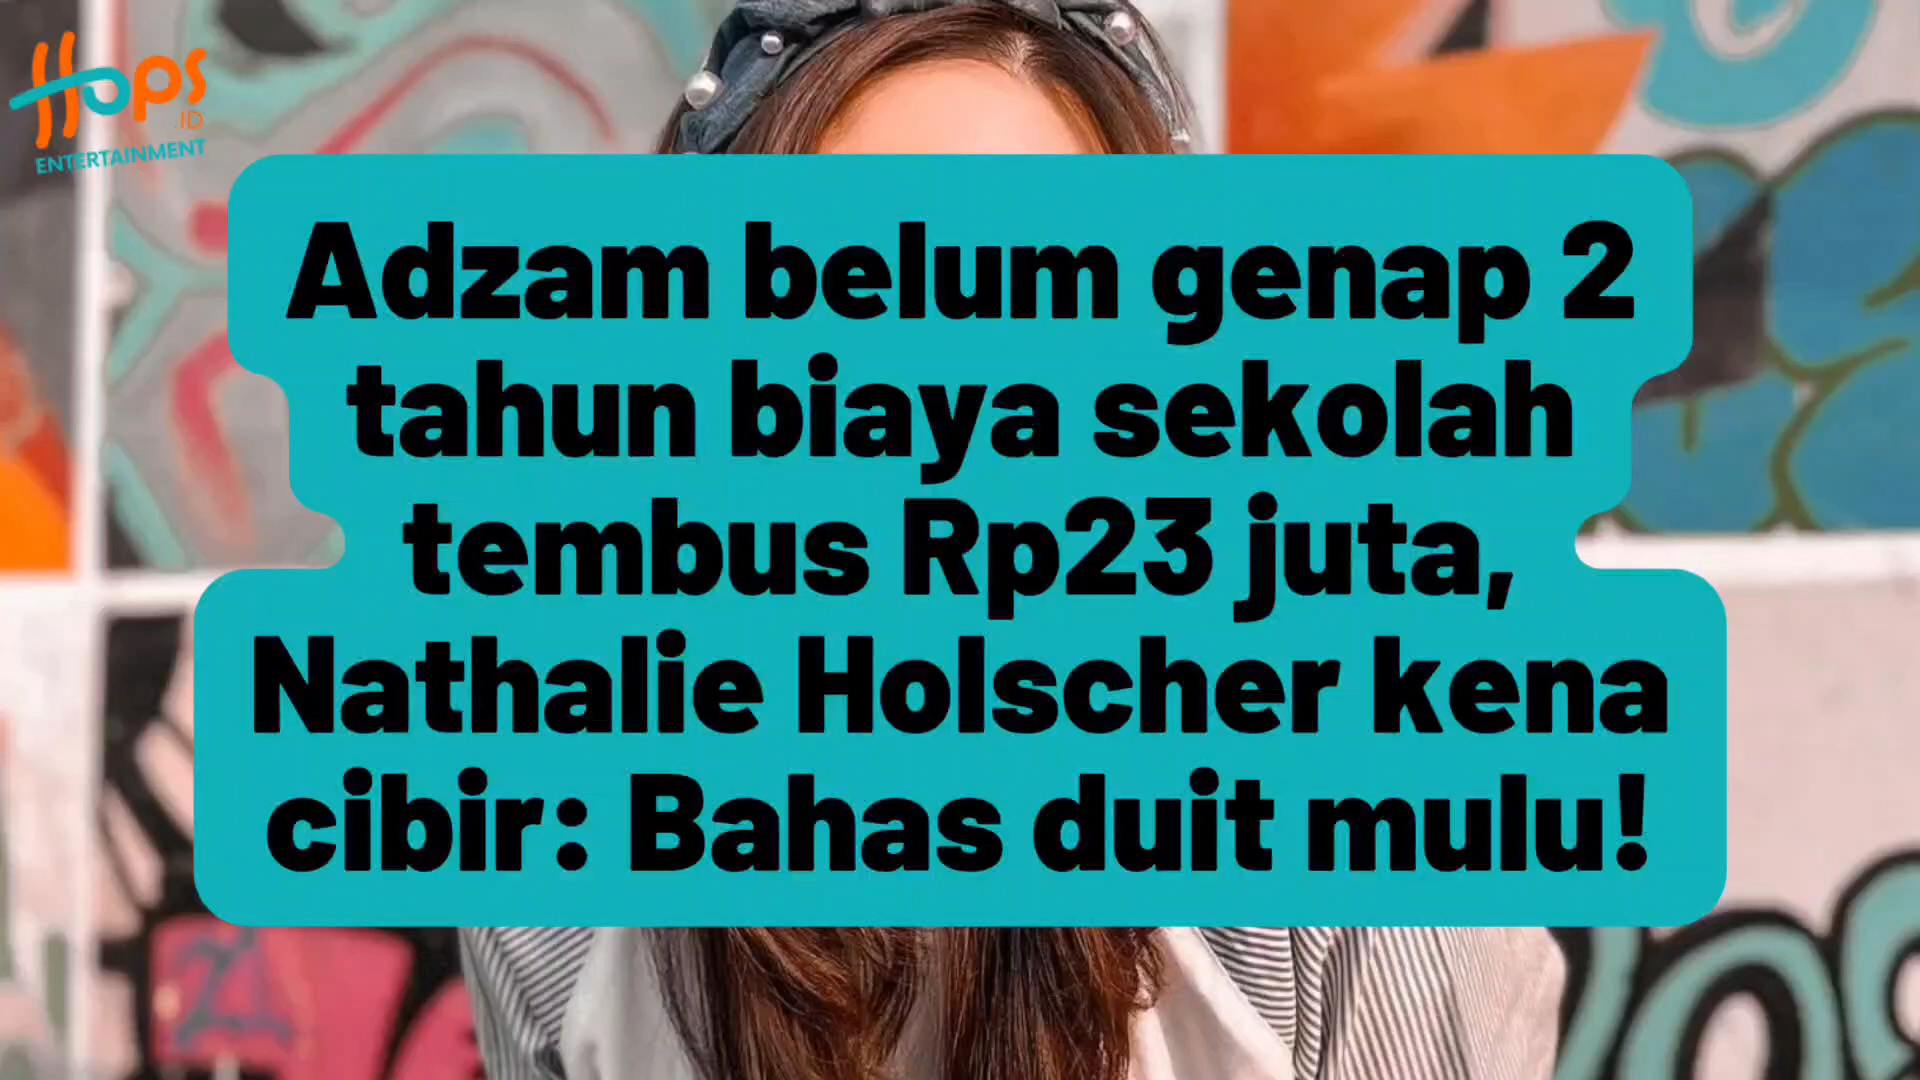 Hops
.ID
ENTERTAINMENT
Adzam belum genap 2
tahun biaya sekolah
tembus Rp23 juta,
Nathalie Holscher kena
cibir: Bahas duit mulu!